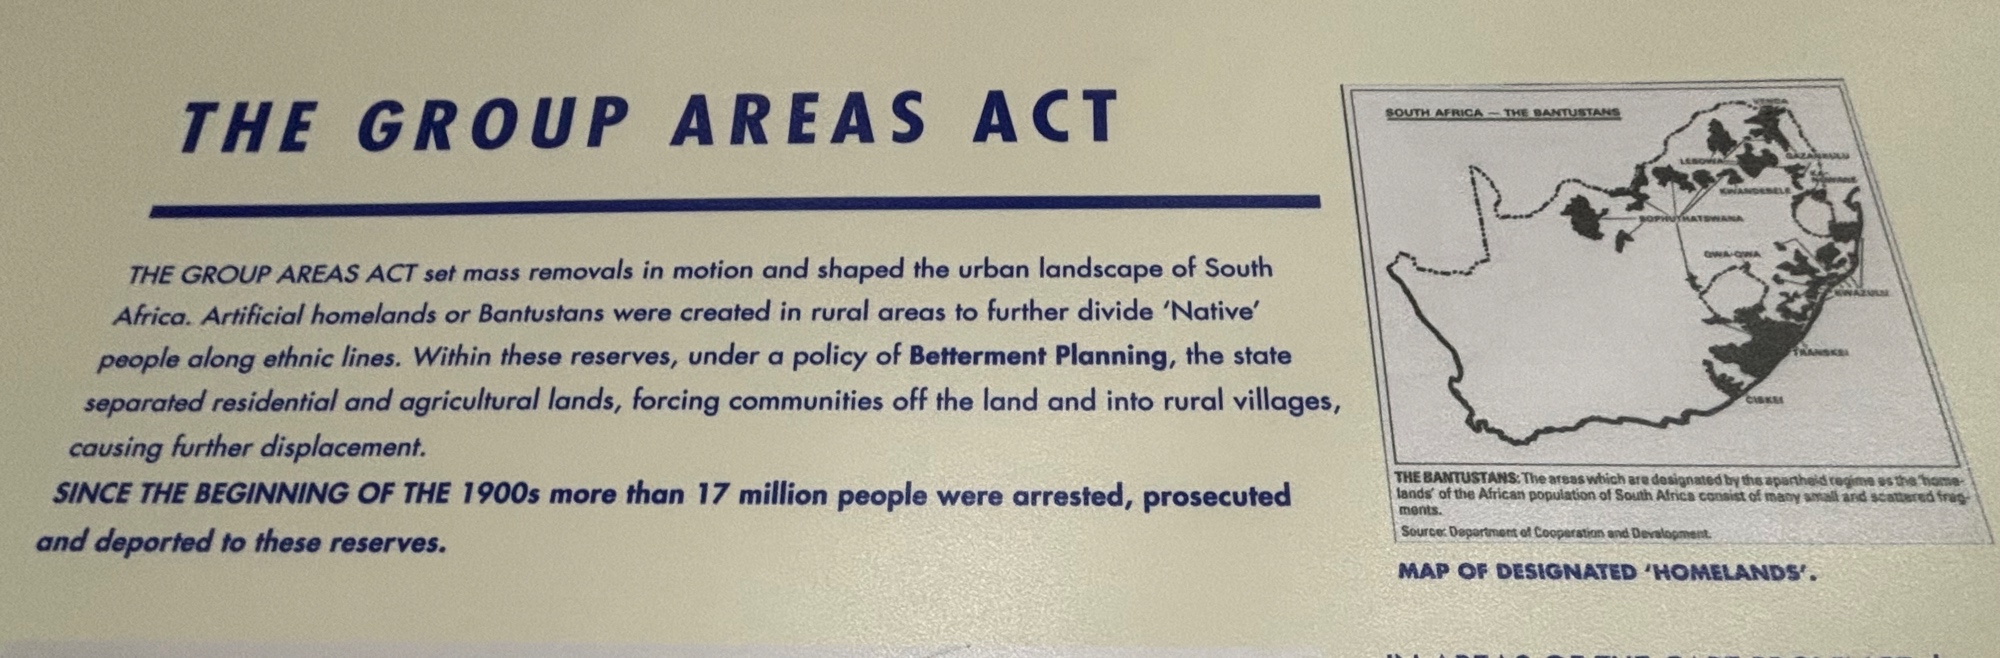 THE GROUP AREAS ACT
THE GROUP AREAS ACT set mass removals in motion and shaped the urban landscape of South
Africa. Artificial homelands or Bantustans were created in rural areas to further divide ‘Native’
people along ethnic lines. Within these reserves, under a policy of Betterment Planning, the state
separated residential and agricultural lands, forcing communities off the land and into rural villages,
causing further displacement.
SINCE THE BEGINNING OF THE 1900s more than 17 million people were arrested, prosecuted
and deported to these reserves.
SOUTH AFRICA — THE BANTUSTANS
VENDA
LEBOWA
GAZANKULU
KWANDEBELE
BOPHUTHATSWANA
QWA-QWA
KWAZULU
TRANSKEI
CISKEI
THE BANTUSTANS: The areas which are designated by the apartheid regime as the ‘home-
lands’ of the African population of South Africa consist of many small and scattered frag-
ments.
Source: Department of Cooperation and Development.
MAP OF DESIGNATED ‘HOMELANDS’.